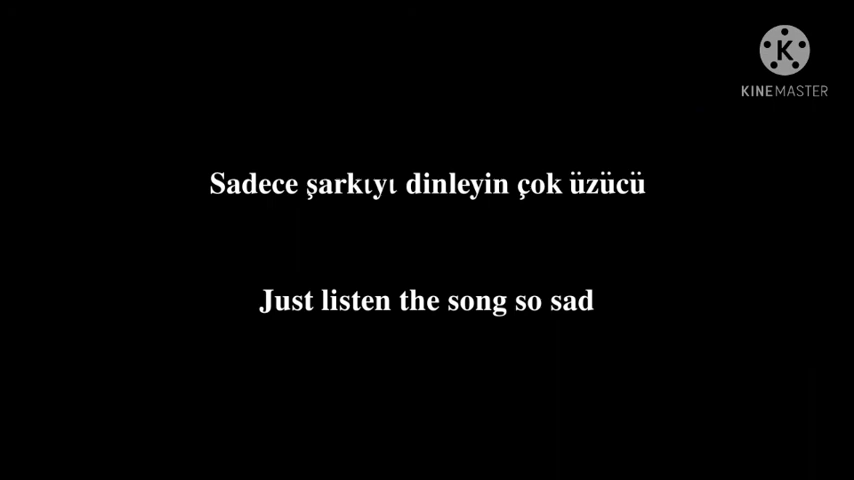 KINEMASTER
Sadece şarkıyı dinleyin çok üzücü
Just listen the song so sad